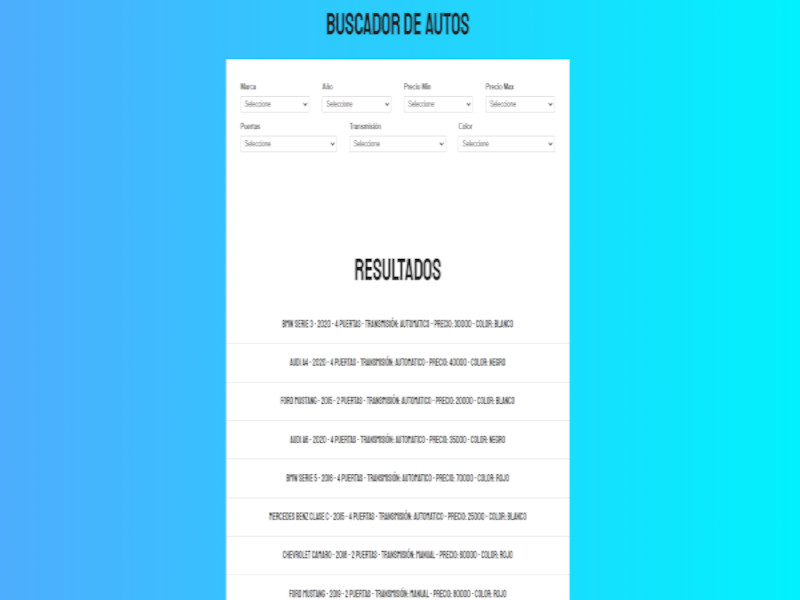 BUSCADOR DE AUTOS
Marca Año Precio Min Precio Max
Seleccione Seleccione Seleccione Seleccione
Puertas Transmisión Color
Seleccione Seleccione Seleccione
RESULTADOS
BMW SERIE 3 - 2020 - 4 PUERTAS - TRANSMISIÓN: AUTOMATICO - PRECIO: 30000 - COLOR: BLANCO
AUDI A4 - 2020 - 4 PUERTAS - TRANSMISIÓN: AUTOMATICO - PRECIO: 40000 - COLOR: NEGRO
FORD MUSTANG - 2015 - 2 PUERTAS - TRANSMISIÓN: AUTOMATICO - PRECIO: 20000 - COLOR: BLANCO
AUDI A6 - 2020 - 4 PUERTAS - TRANSMISIÓN: AUTOMATICO - PRECIO: 35000 - COLOR: NEGRO
BMW SERIE 5 - 2016 - 4 PUERTAS - TRANSMISIÓN: AUTOMATICO - PRECIO: 70000 - COLOR: ROJO
MERCEDES BENZ CLASE C - 2015 - 4 PUERTAS - TRANSMISIÓN: AUTOMATICO - PRECIO: 25000 - COLOR: BLANCO
CHEVROLET CAMARO - 2018 - 2 PUERTAS - TRANSMISIÓN: MANUAL - PRECIO: 60000 - COLOR: ROJO
FORD MUSTANG - 2019 - 2 PUERTAS - TRANSMISIÓN: MANUAL - PRECIO: 80000 - COLOR: ROJO